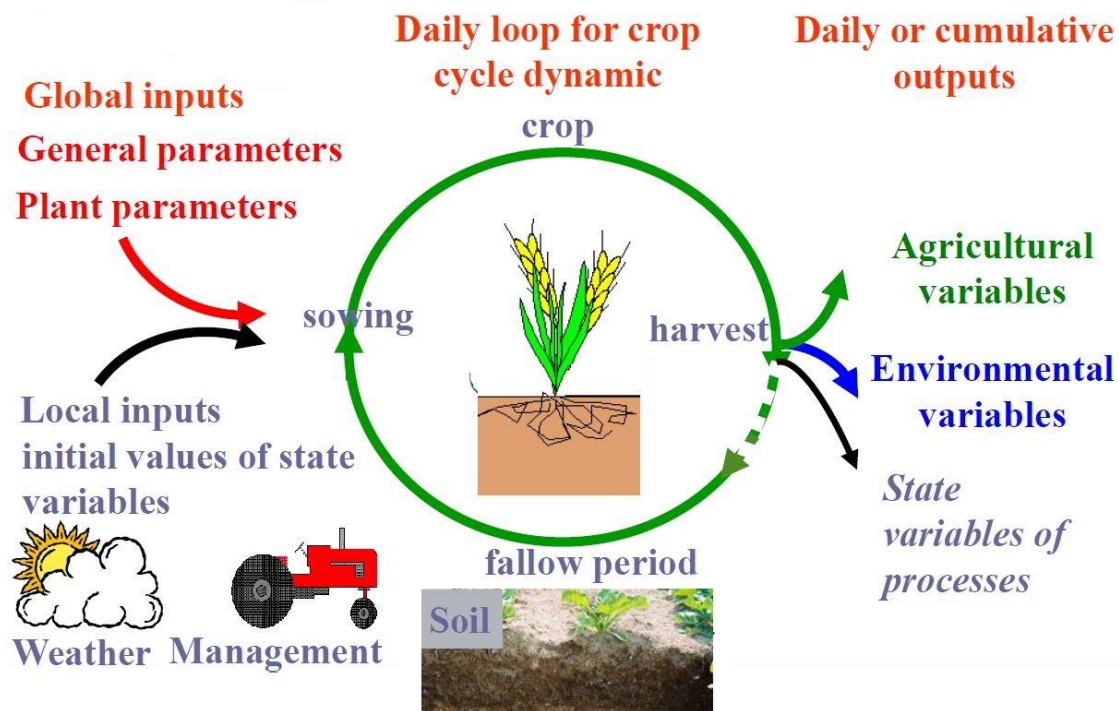 Daily loop for crop
cycle dynamic
Daily or cumulative
outputs
Global inputs
General parameters
Plant parameters
crop
sowing
harvest
Agricultural
variables
Environmental
variables
State
variables of
processes
Local inputs
initial values of state
variables
fallow period
Soil
Weather
Management